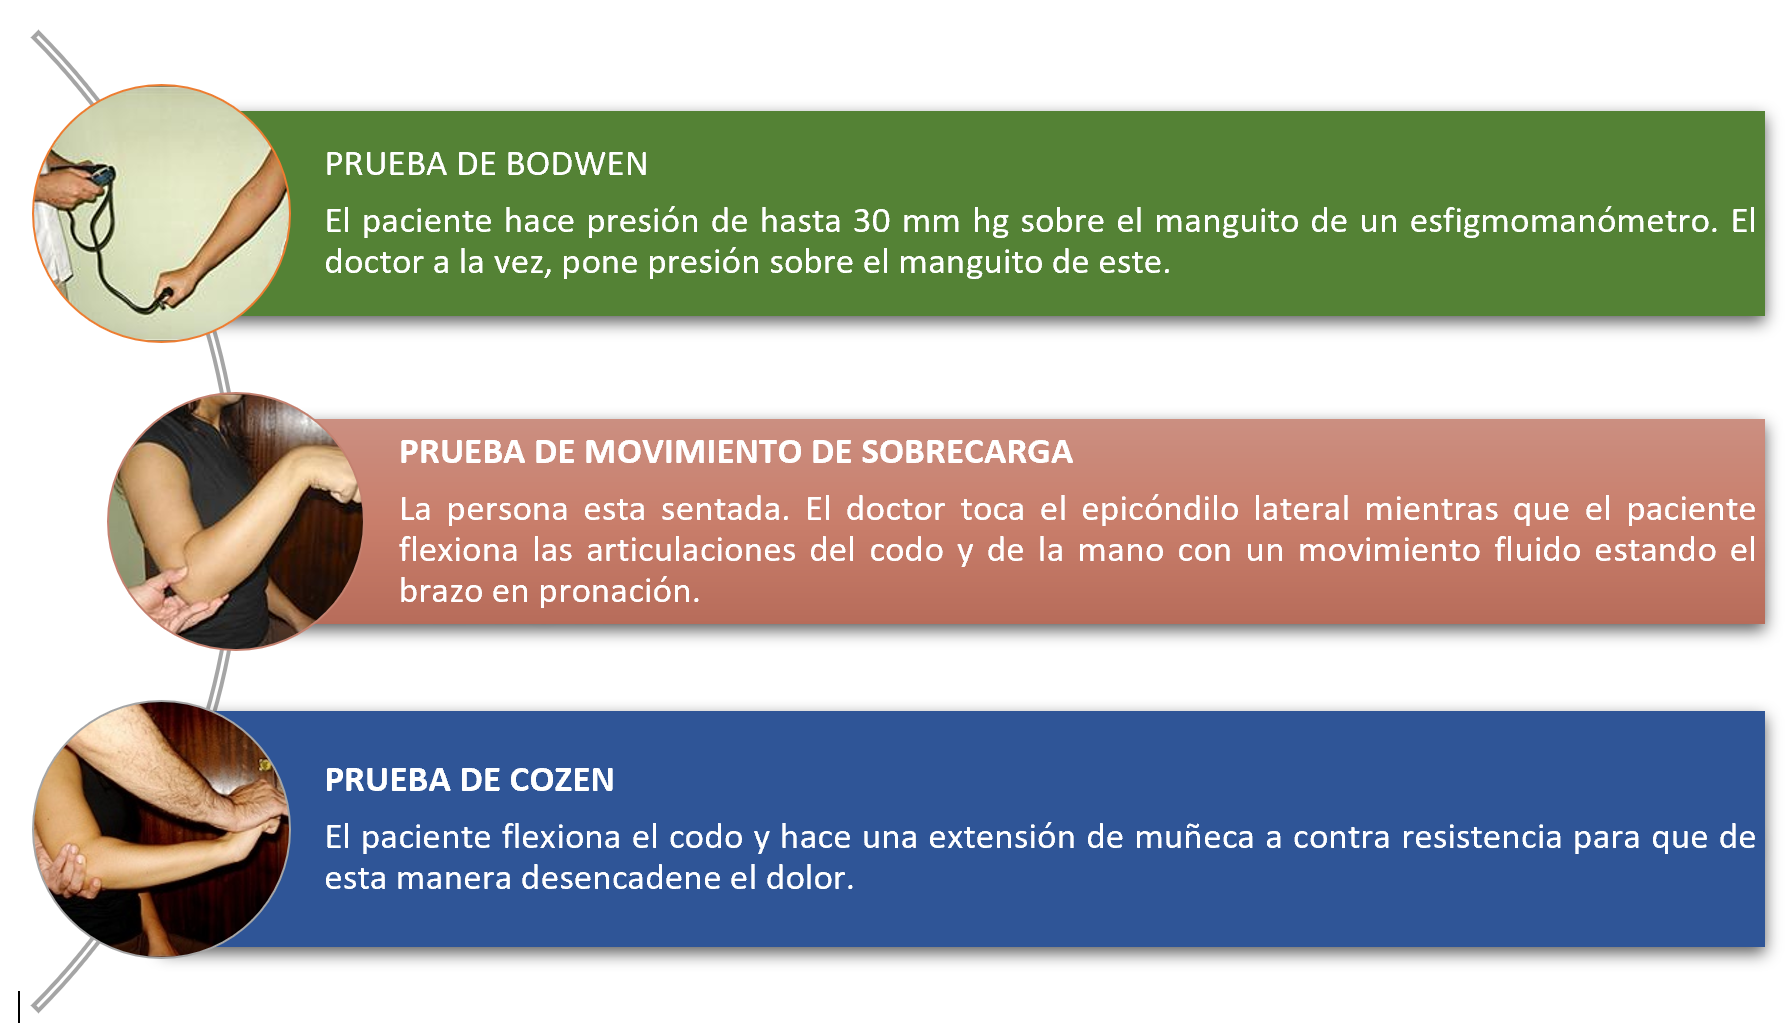 PRUEBA DE BODWEN
El paciente hace presión de hasta 30 mm hg sobre el manguito de un esfigmomanómetro. El
doctor a la vez, pone presión sobre el manguito de este.
PRUEBA DE MOVIMIENTO DE SOBRECARGA
La persona esta sentada. El doctor toca el epicóndilo lateral mientras que el paciente
flexiona las articulaciones del codo y de la mano con un movimiento fluido estando el
brazo en pronación.
PRUEBA DE COZEN
El paciente flexiona el codo y hace una extensión de muñeca a contra resistencia para que de
esta manera desencadene el dolor.